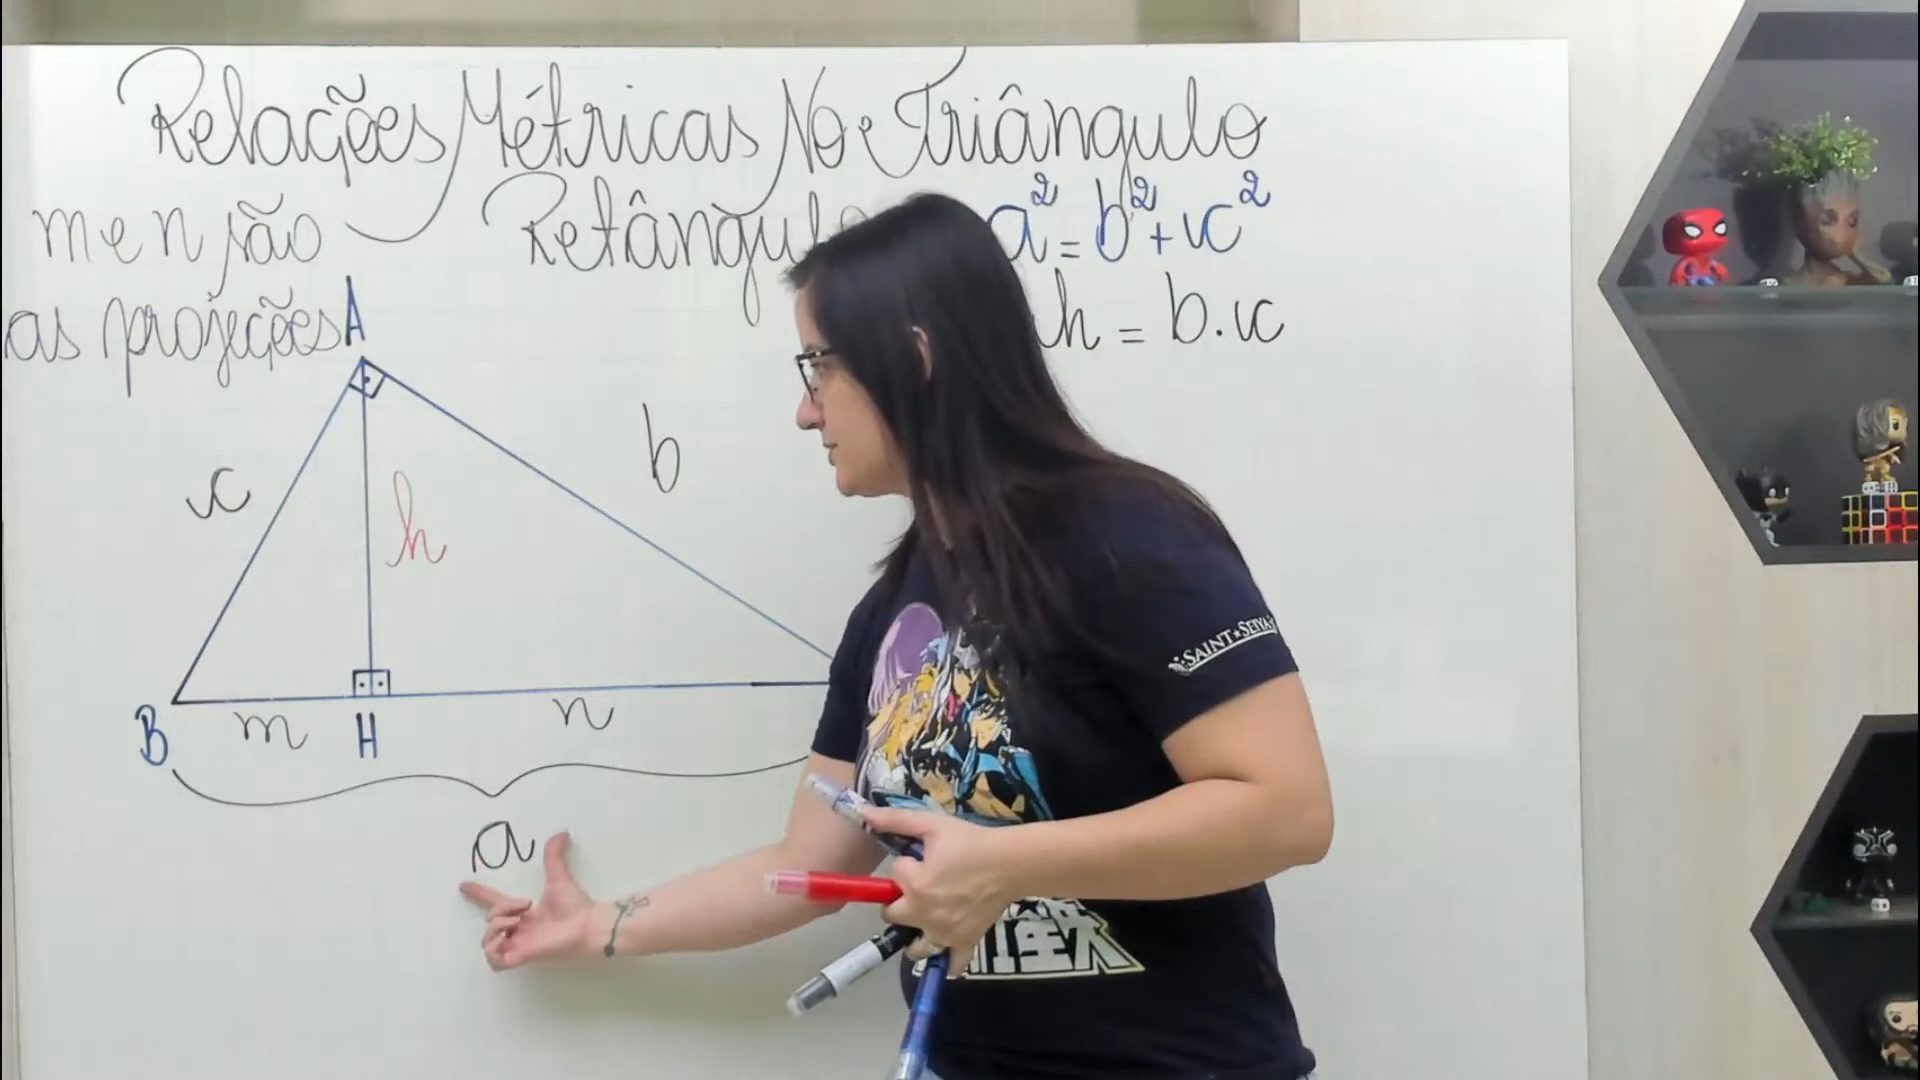 Relações Métricas No Triângulo
Retângulo
m e n são
as projeções
a² = b² + c²
h = b.c
A
c
b
h
B
m
H
n
a
SAINT SEIYA